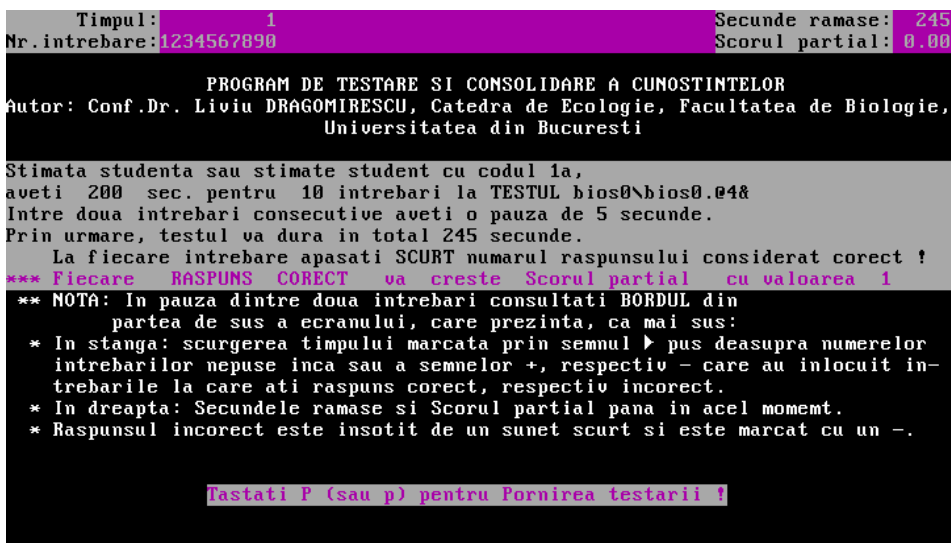 Timpul: 1 Secunde ramase: 245
Nr.intrebare:1234567890 Scorul partial: 0.00
PROGRAM DE TESTARE SI CONSOLIDARE A CUNOSTINTELOR
Autor: Conf.Dr. Liviu DRAGOMIRESCU, Catedra de Ecologie, Facultatea de Biologie,
Universitatea din Bucuresti
Stimata studenta sau stimate student cu codul 1a,
aveti 200 sec. pentru 10 intrebari la TESTUL bios0\bios0.@4&
Intre doua intrebari consecutive aveti o pauza de 5 secunde.
Prin urmare, testul va dura in total 245 secunde.
La fiecare intrebare apasati SCURT numarul raspunsului considerat corect !
*** Fiecare RASPUNS CORECT va creste Scorul partial cu valoarea 1
** NOTA: In pauza dintre doua intrebari consultati BORDUL din
partea de sus a ecranului, care prezinta, ca mai sus:
* In stanga: scurgerea timpului marcata prin semnul ▶ pus deasupra numerelor
intrebarilor nepuse inca sau a semnelor +, respectiv – care au inlocuit in-
trebarile la care ati raspuns corect, respectiv incorect.
* In dreapta: Secundele ramase si Scorul partial pana in acel momemt.
* Raspunsul incorect este insotit de un sunet scurt si este marcat cu un –.
Tastati P (sau p) pentru Pornirea testarii !